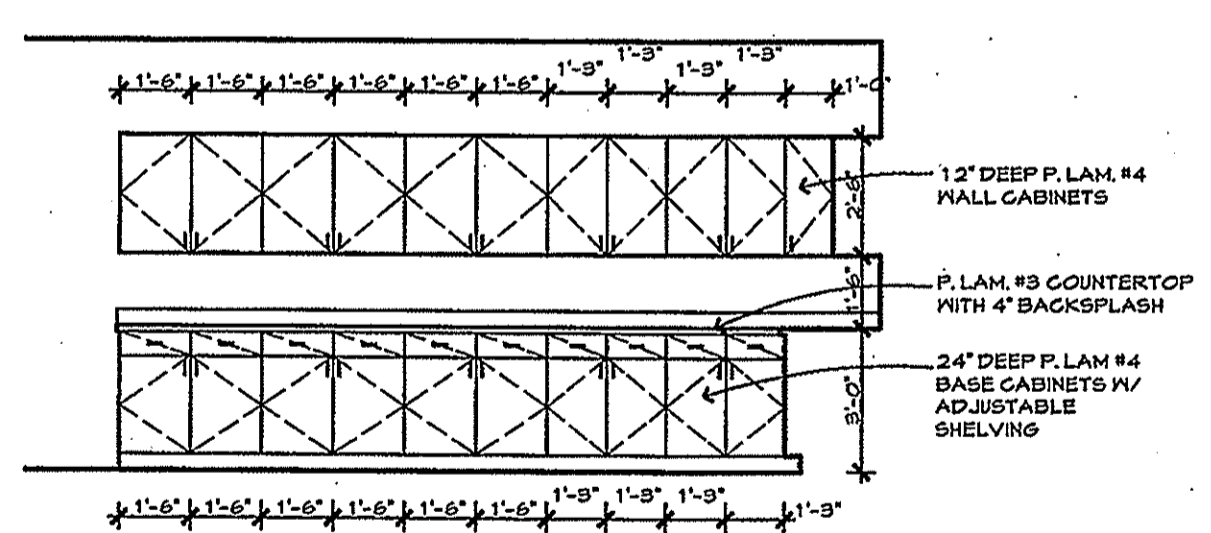 1'-3" 1'-3"
1'-6" 1'-6" 1'-6" 1'-6" 1'-6" 1'-6" 1'-3" 1'-3" 1'-0"
12" DEEP P. LAM. #4
WALL CABINETS
2'-6"
P. LAM. #3 COUNTERTOP
WITH 4" BACKSPLASH
1'-6"
24" DEEP P. LAM #4
BASE CABINETS W/
ADJUSTABLE
SHELVING
3'-0"
1'-6" 1'-6" 1'-6" 1'-6" 1'-6" 1'-6" 1'-3" 1'-3" 1'-3" 1'-3"